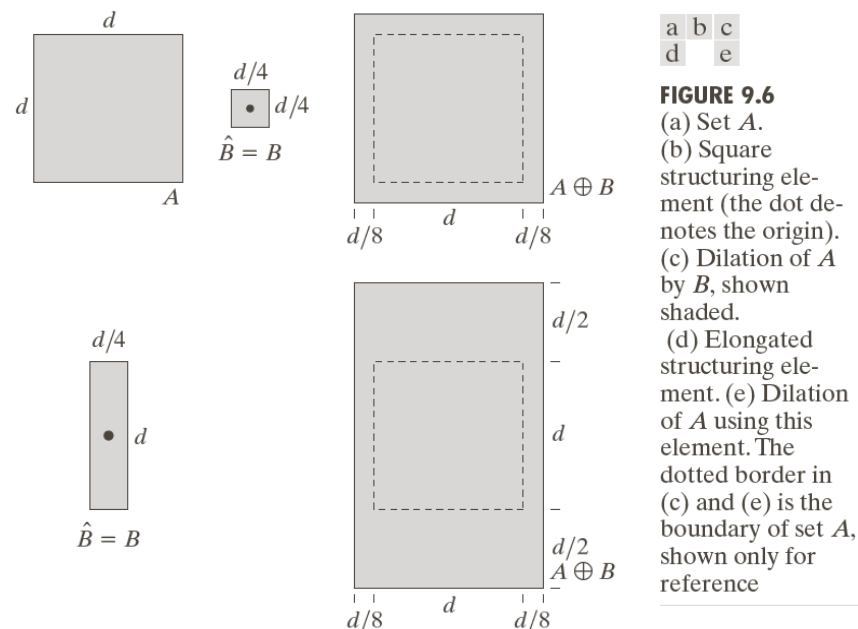 d
d
A
d/4
d/4
B̂ = B
A ⊕ B
d
d/8
d/8
d/4
d
B̂ = B
d/2
d
d/2
A ⊕ B
d
d/8
d/8
a b c
d e
FIGURE 9.6
(a) Set A.
(b) Square
structuring ele-
ment (the dot de-
notes the origin).
(c) Dilation of A
by B, shown
shaded.
(d) Elongated
structuring ele-
ment. (e) Dilation
of A using this
element. The
dotted border in
(c) and (e) is the
boundary of set A,
shown only for
reference